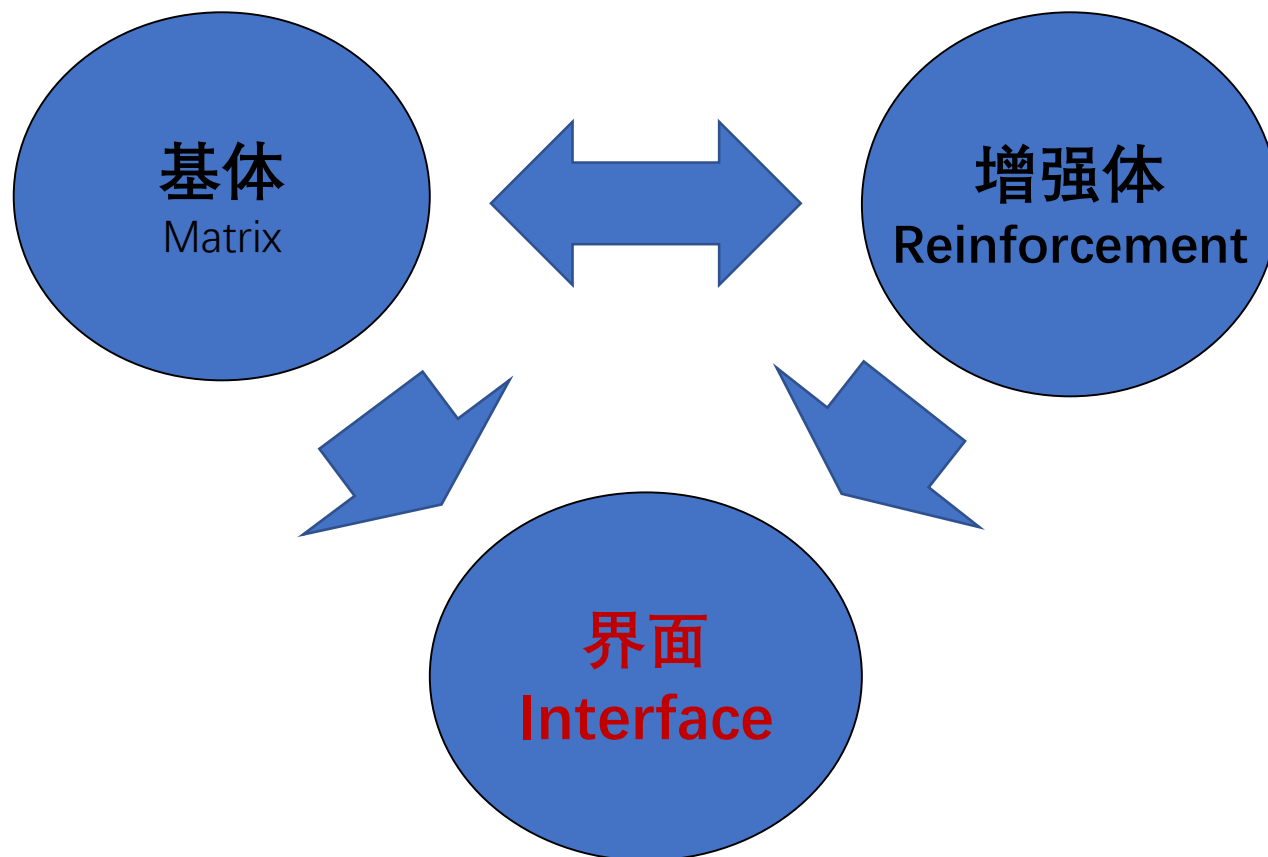 基体
Matrix
增强体
Reinforcement
界面
Interface